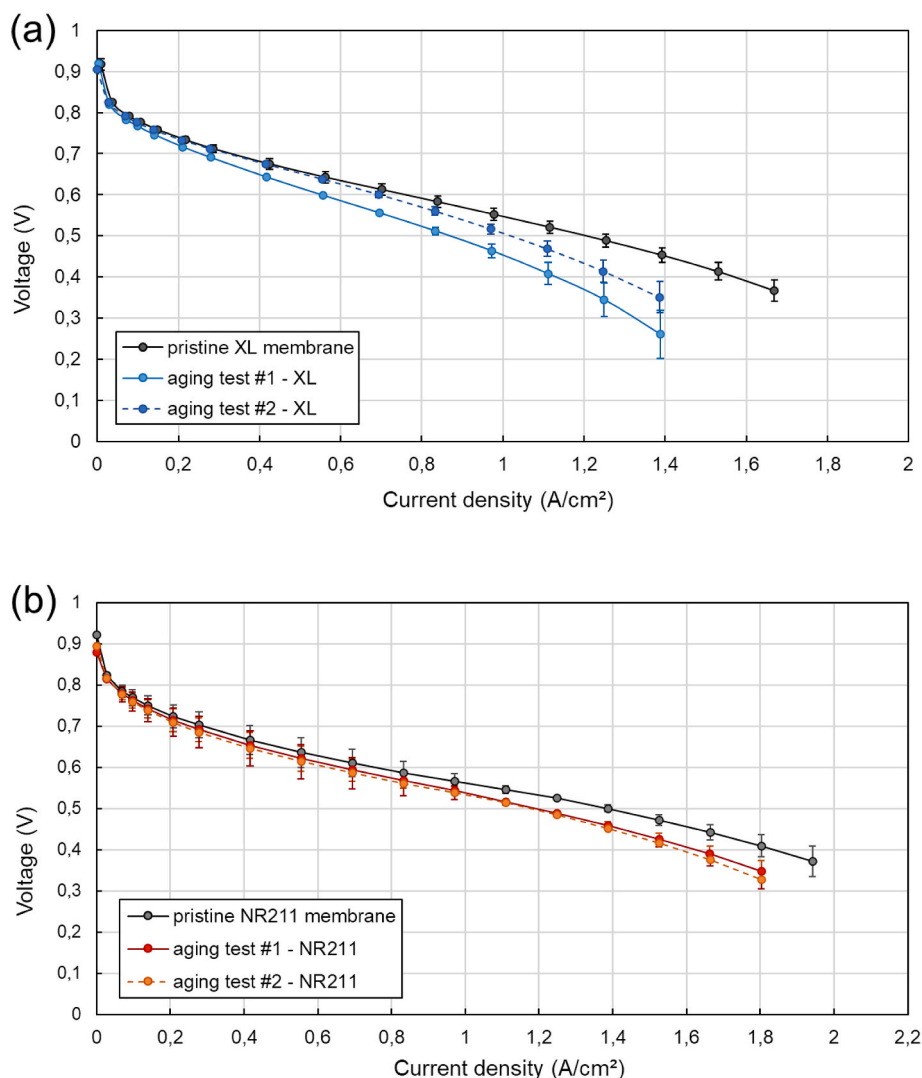 (a)
1
0,9
0,8
0,7
0,6
0,5
0,4
0,3
0,2
0,1
0
Voltage (V)
pristine XL membrane
aging test #1 - XL
aging test #2 - XL
0 0,2 0,4 0,6 0,8 1 1,2 1,4 1,6 1,8 2
Current density (A/cm²)
(b)
1
0,9
0,8
0,7
0,6
0,5
0,4
0,3
0,2
0,1
0
Voltage (V)
pristine NR211 membrane
aging test #1 - NR211
aging test #2 - NR211
0 0,2 0,4 0,6 0,8 1 1,2 1,4 1,6 1,8 2 2,2
Current density (A/cm²)